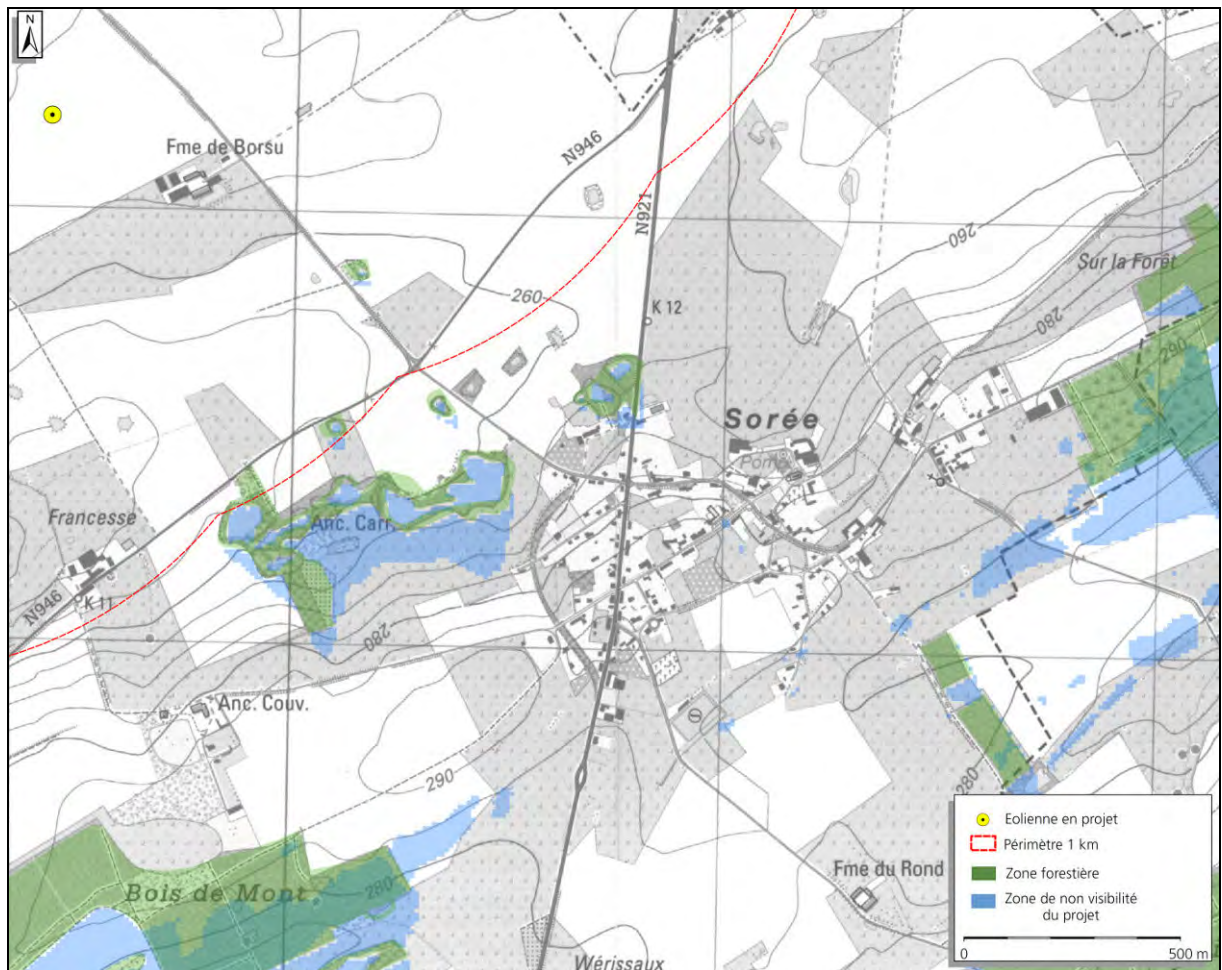 N
Fme de Borsu
N946
N921
260
Sur la Forêt
260
K 12
280
280
290
Sorée
Francesse
Anc. Carr.
N946
K 11
280
Anc. Couv.
290
280
280
Bois de Mont
Fme du Rond
Wérissaux
Eolienne en projet
Périmètre 1 km
Zone forestière
Zone de non visibilité
du projet
0
500 m